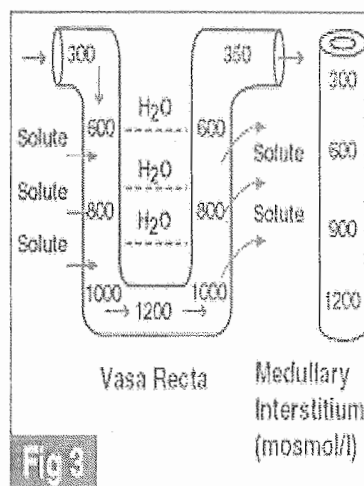 300 350
H₂O
300
600 600
Solute Solute 600
H₂O
Solute 800 800 Solute
H₂O
Solute 900
1000 1000
1200 1200
Vasa Recta Medullary
Interstitium
(mosmol/l)
Fig 3